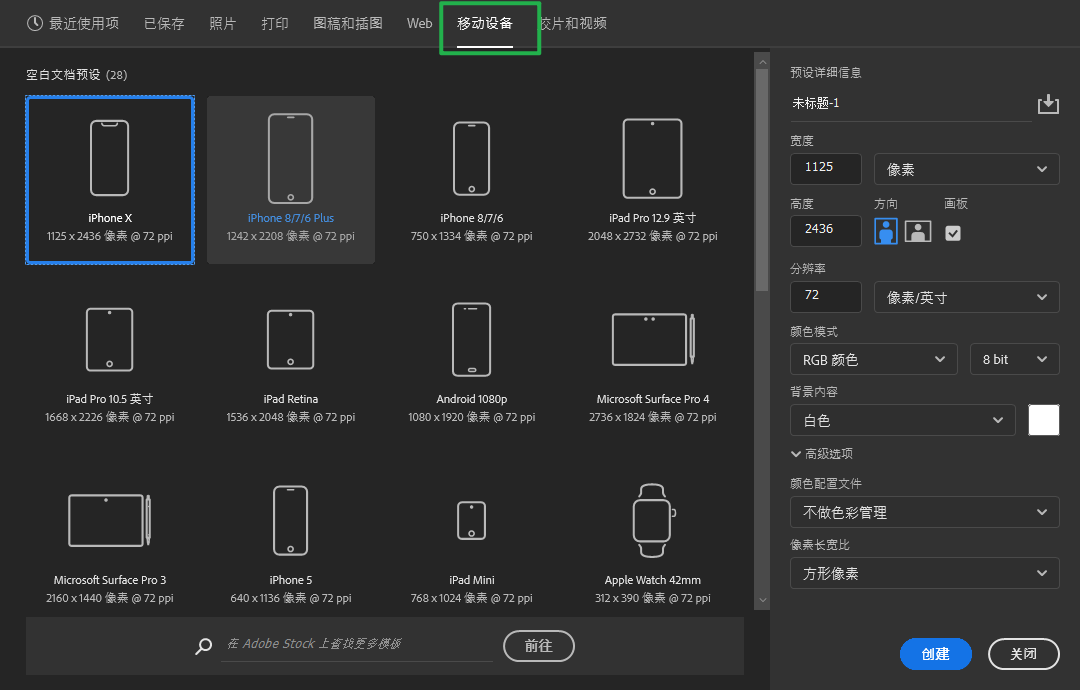 最近使用项 已保存 照片 打印 图稿和插图 Web 移动设备 胶片和视频
空白文档预设 (28)
iPhone X
1125 x 2436 像素 @ 72 ppi
iPhone 8/7/6 Plus
1242 x 2208 像素 @ 72 ppi
iPhone 8/7/6
750 x 1334 像素 @ 72 ppi
iPad Pro 12.9 英寸
2048 x 2732 像素 @ 72 ppi
iPad Pro 10.5 英寸
1668 x 2226 像素 @ 72 ppi
iPad Retina
1536 x 2048 像素 @ 72 ppi
Android 1080p
1080 x 1920 像素 @ 72 ppi
Microsoft Surface Pro 4
2736 x 1824 像素 @ 72 ppi
Microsoft Surface Pro 3
2160 x 1440 像素 @ 72 ppi
iPhone 5
640 x 1136 像素 @ 72 ppi
iPad Mini
768 x 1024 像素 @ 72 ppi
Apple Watch 42mm
312 x 390 像素 @ 72 ppi
在 Adobe Stock 上查找更多模板
前往
预设详细信息
未标题-1
宽度
1125 像素
高度 方向 画板
2436
分辨率
72 像素/英寸
颜色模式
RGB 颜色 8 bit
背景内容
白色
高级选项
颜色配置文件
不做色彩管理
像素长宽比
方形像素
创建 关闭